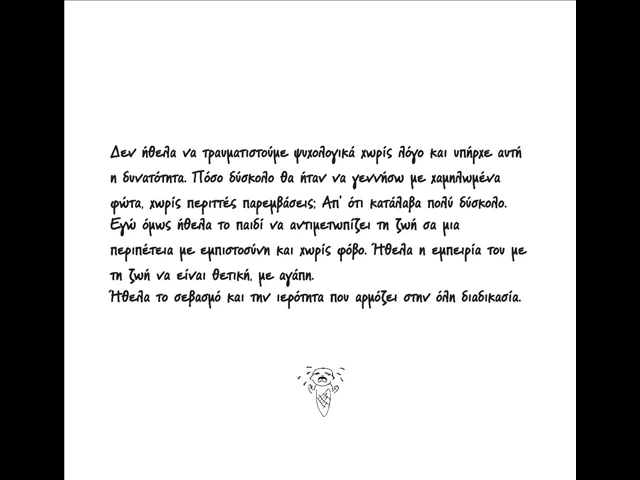 Δεν ήθελα να τραυματιστούμε ψυχολογικά χωρίς λόγο και υπήρχε αυτή
η δυνατότητα. Πόσο δύσκολο θα ήταν να γεννήσω με χαμηλωμένα
φώτα, χωρίς περιττές παρεμβάσεις; Απ' ότι κατάλαβα πολύ δύσκολο.
Εγώ όμως ήθελα το παιδί να αντιμετωπίζει τη ζωή σα μια
περιπέτεια με εμπιστοσύνη και χωρίς φόβο. Ήθελα η εμπειρία του με
τη ζωή να είναι θετική, με αγάπη.
Ήθελα το σεβασμό και την ιερότητα που αρμόζει στην όλη διαδικασία.